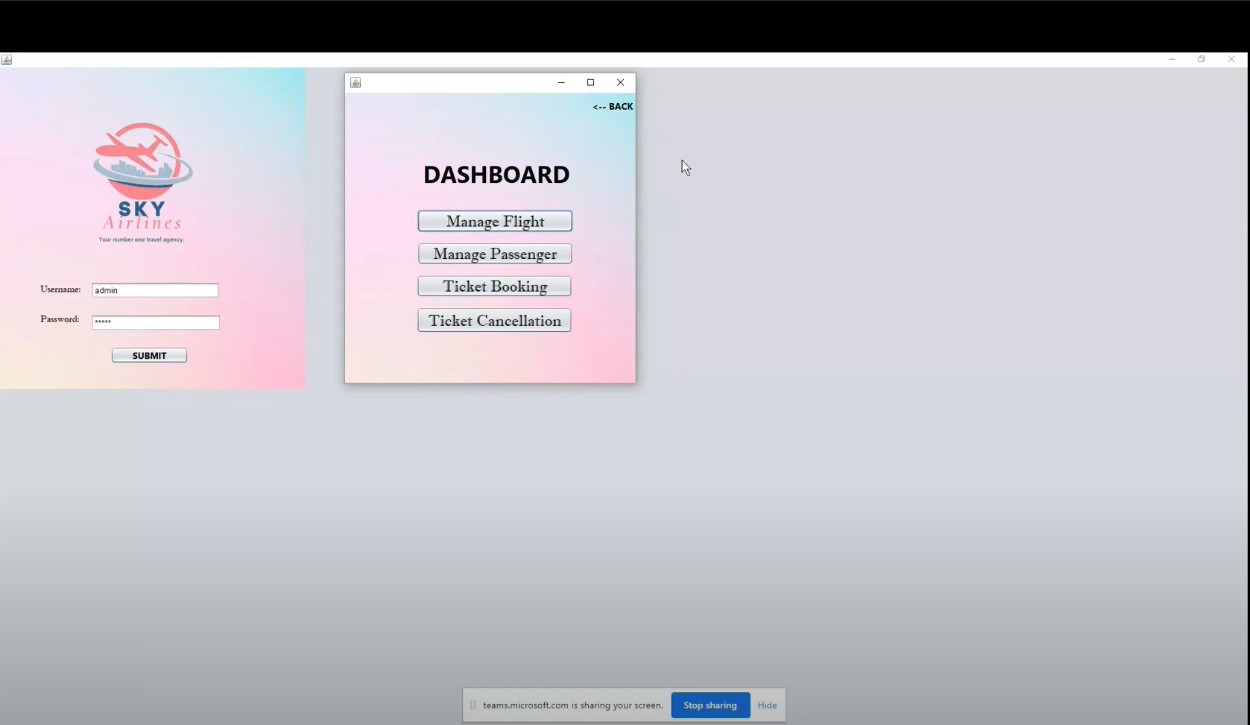 SKY
Airlines
Your number one travel agency.
Username: admin
Password: *****
SUBMIT
<-- BACK
DASHBOARD
Manage Flight
Manage Passenger
Ticket Booking
Ticket Cancellation
teams.microsoft.com is sharing your screen. Stop sharing Hide